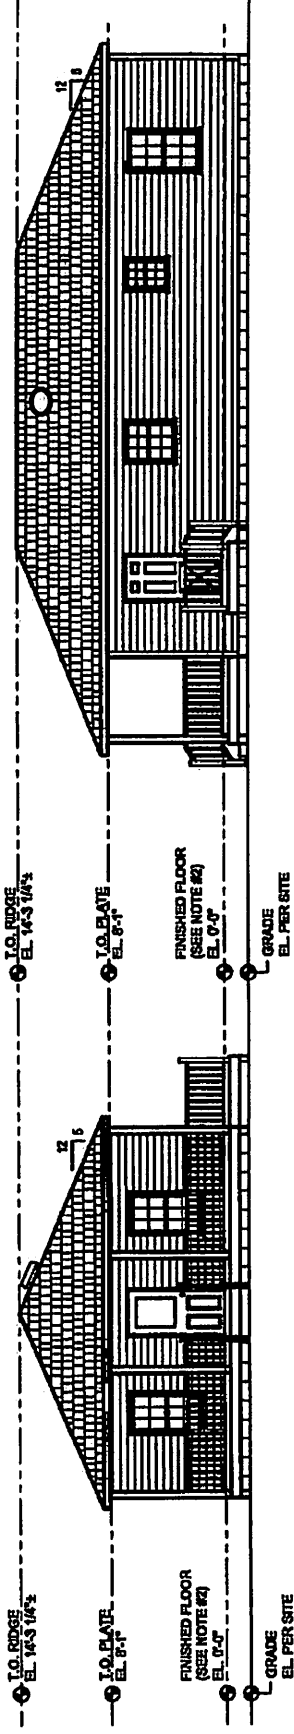 T.O. RIDGE
EL. 14'-3 1/4"±
T.O. PLATE
EL. 8'-1"
FINISHED FLOOR
(SEE NOTE #2)
EL. 0'-0"
GRADE
EL. PER SITE
12
5
T.O. RIDGE
EL. 14'-3 1/4"±
T.O. PLATE
EL. 8'-1"
FINISHED FLOOR
(SEE NOTE #2)
EL. 0'-0"
GRADE
EL. PER SITE
12
5